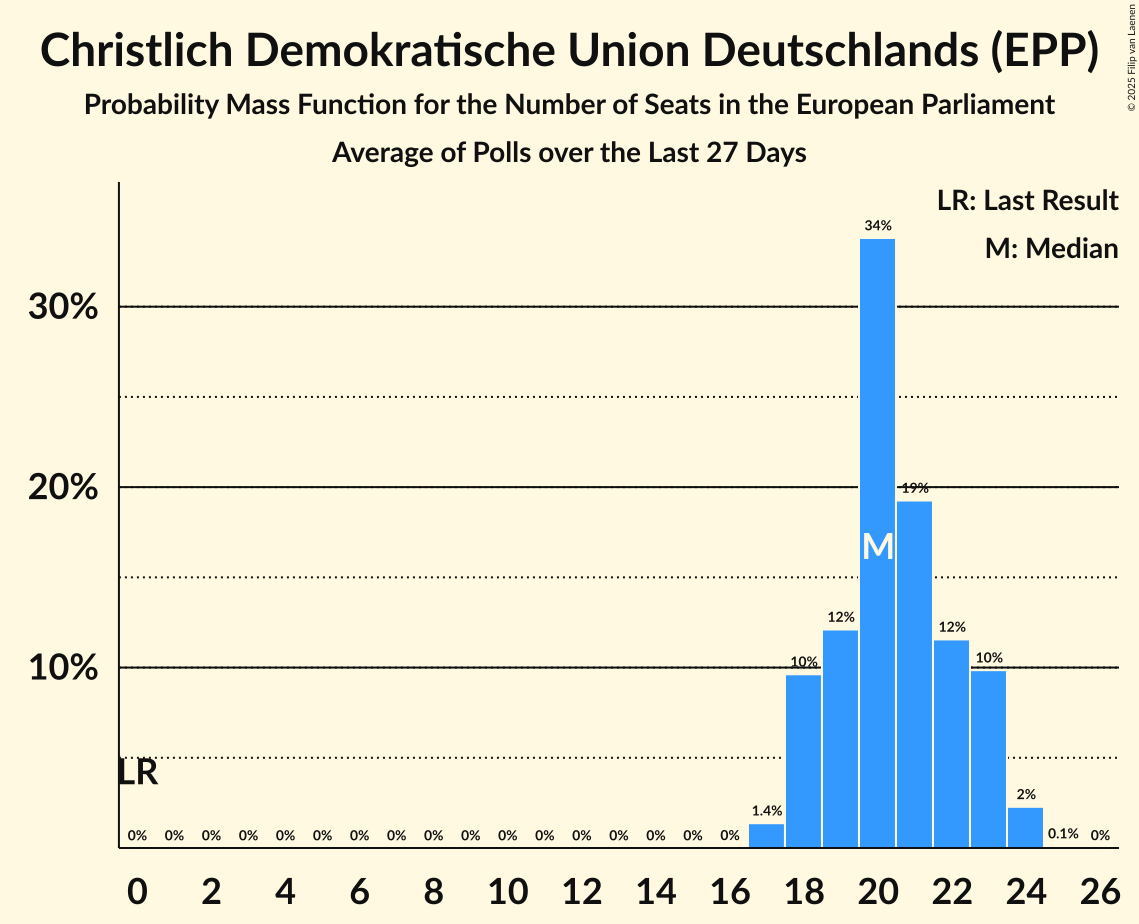 Christlich Demokratische Union Deutschlands (EPP)
Probability Mass Function for the Number of Seats in the European Parliament
Average of Polls over the Last 27 Days
© 2025 Filip van Laenen
LR: Last Result
M: Median
34%
30%
20%
19%
M
12%
12%
10%
10%
10%
LR
1.4%
2%
0% 0% 0% 0% 0% 0% 0% 0% 0% 0% 0% 0% 0% 0% 0% 0% 0% 0.1% 0%
0 2 4 6 8 10 12 14 16 18 20 22 24 26